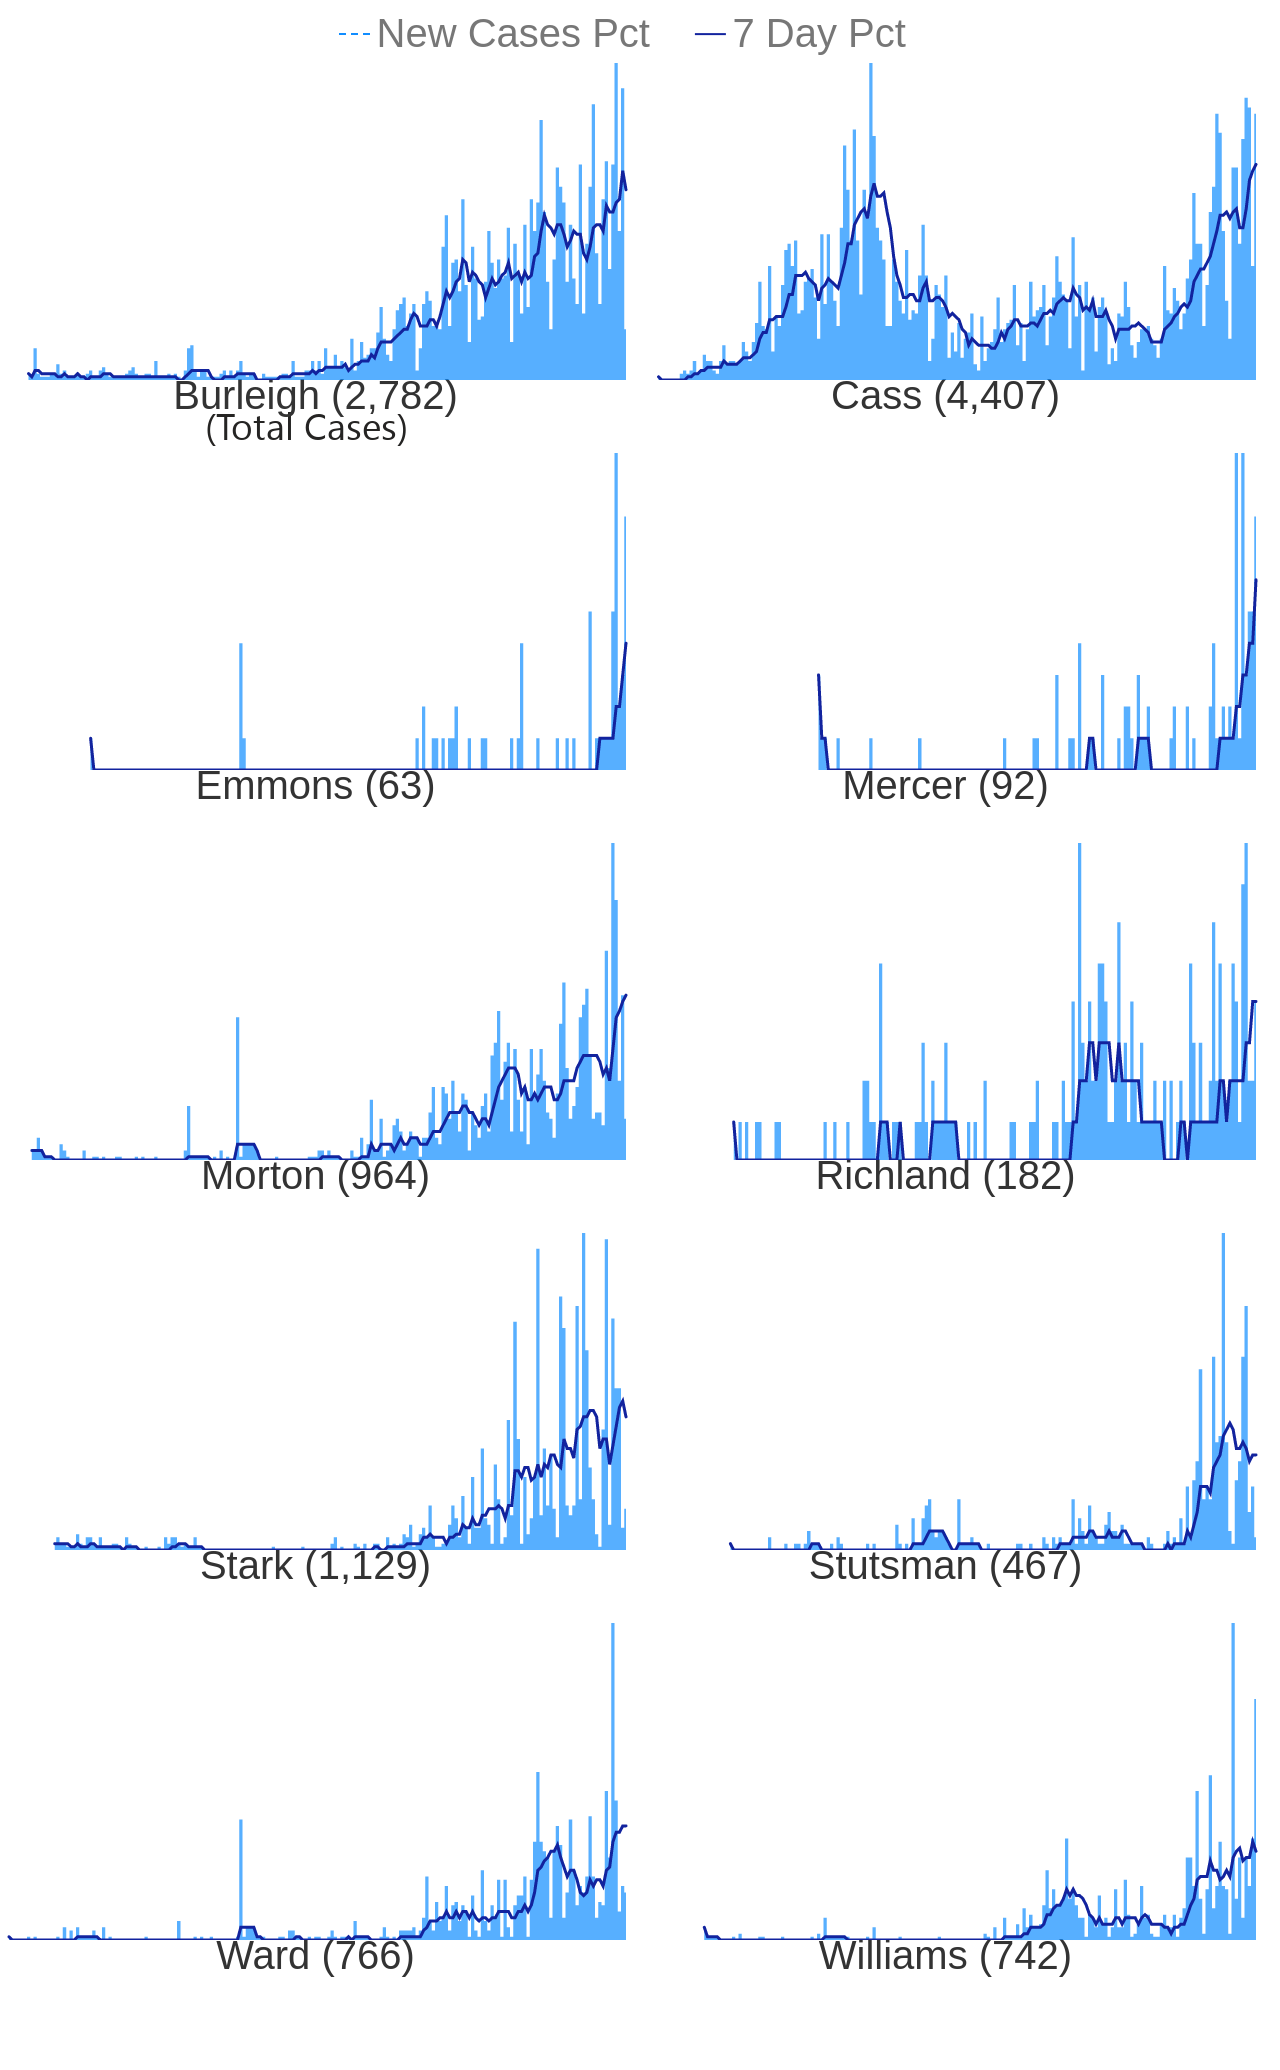 New Cases Pct 7 Day Pct
Burleigh (2,782) Cass (4,407)
(Total Cases)
Emmons (63) Mercer (92)
Morton (964) Richland (182)
Stark (1,129) Stutsman (467)
Ward (766) Williams (742)